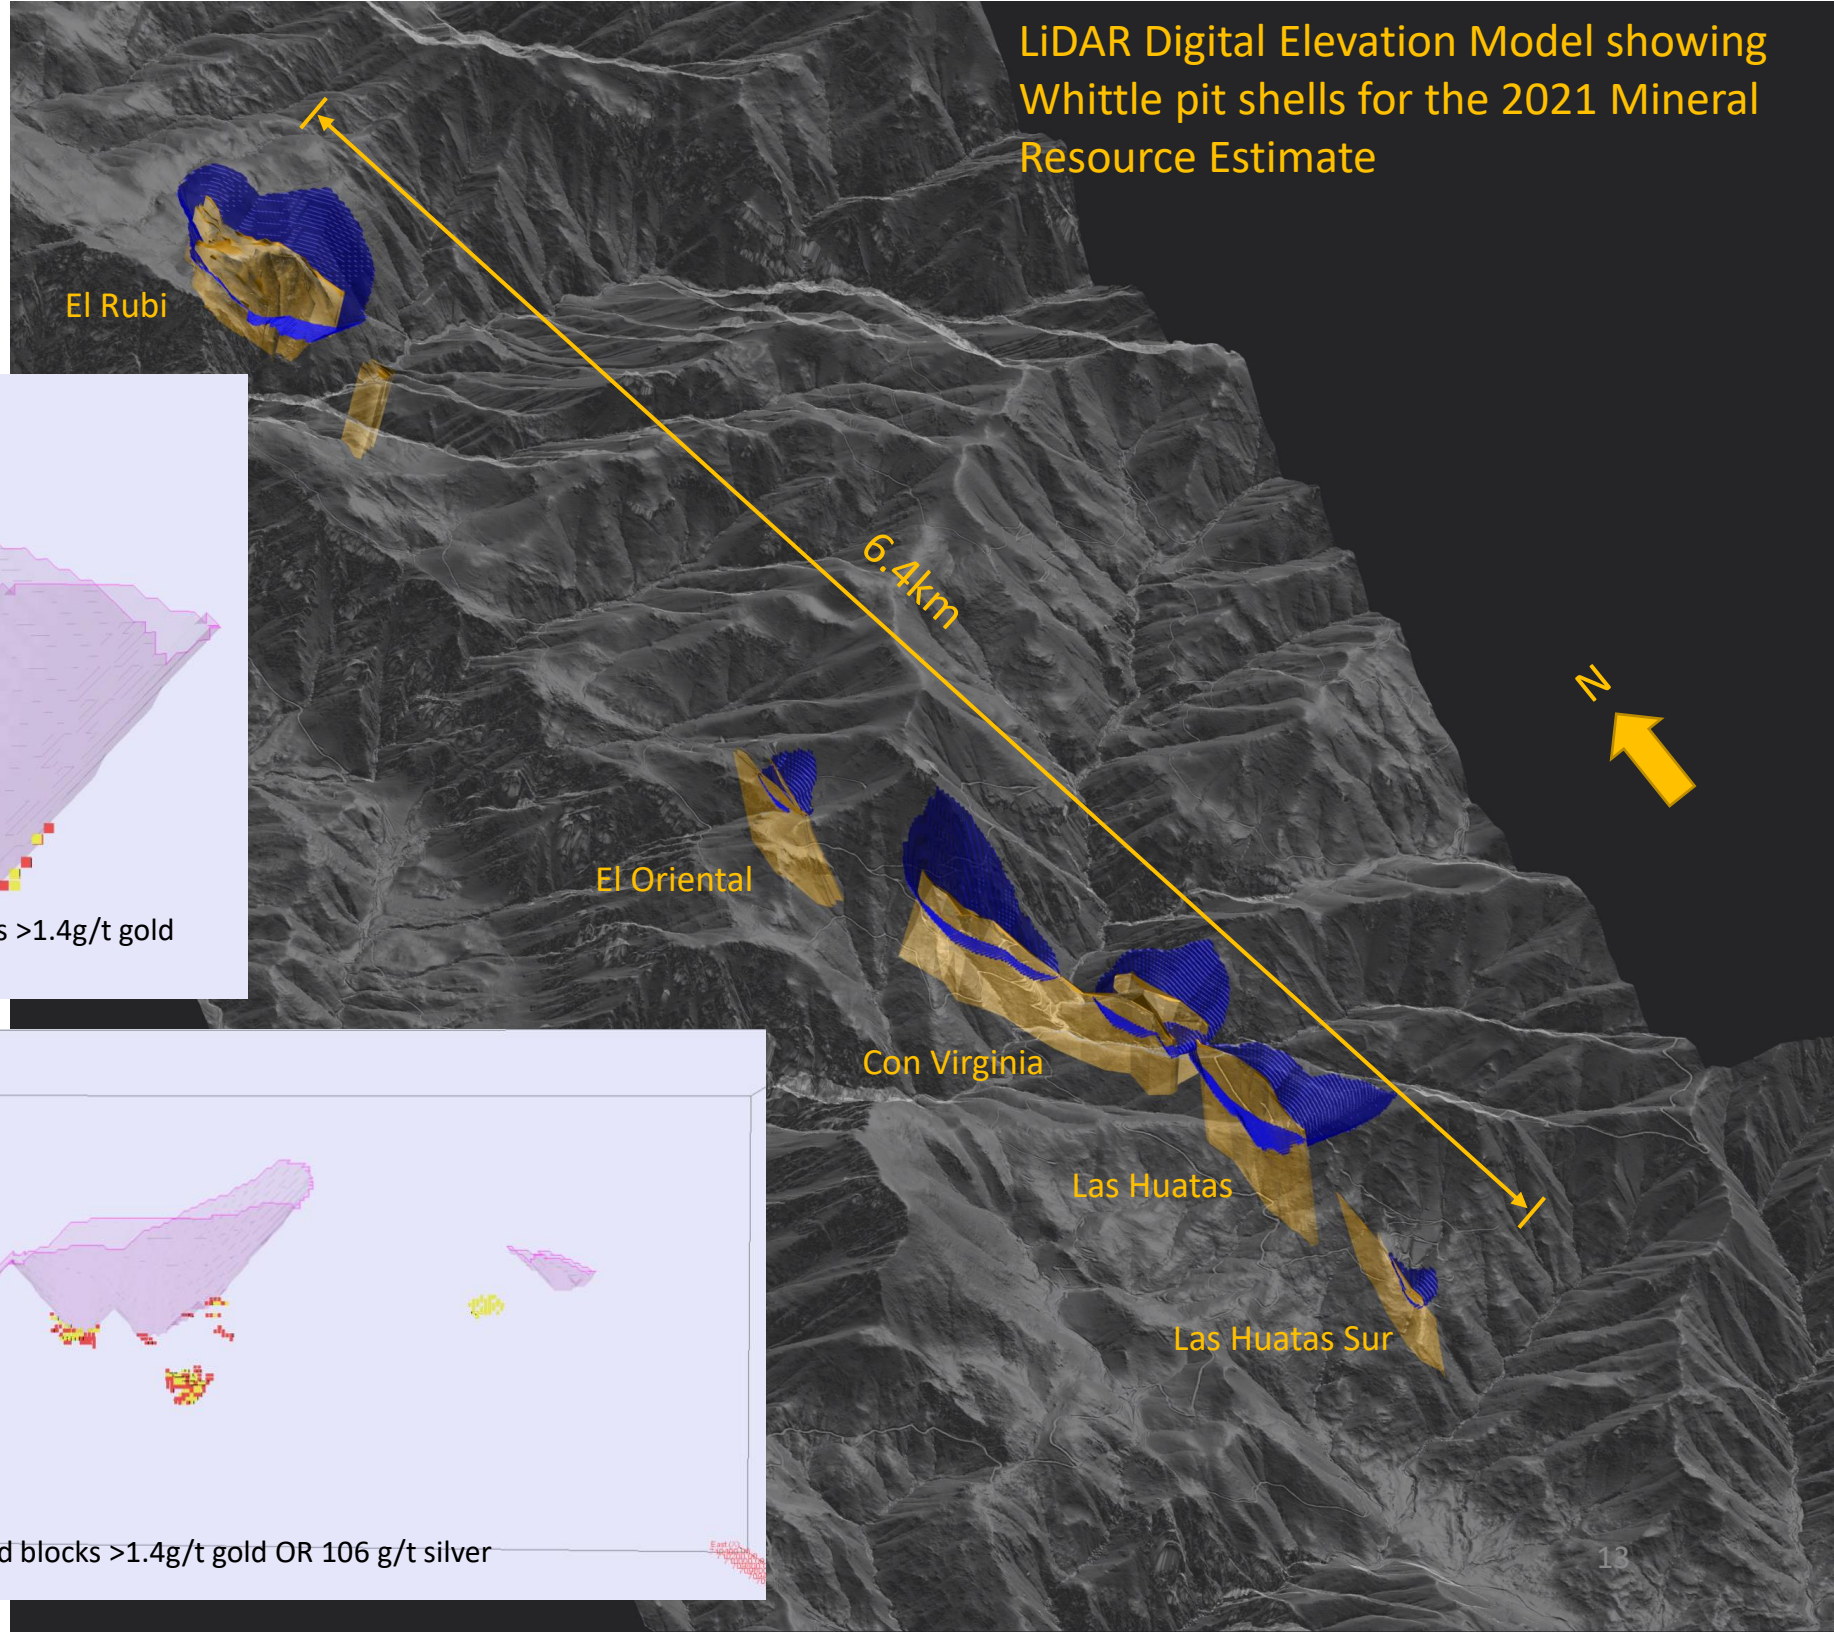 LiDAR Digital Elevation Model showing
Whittle pit shells for the 2021 Mineral
Resource Estimate
El Rubi
6.4km
N
El Oriental
>1.4g/t gold
Con Virginia
Las Huatas
Las Huatas Sur
blocks >1.4g/t gold OR 106 g/t silver
13